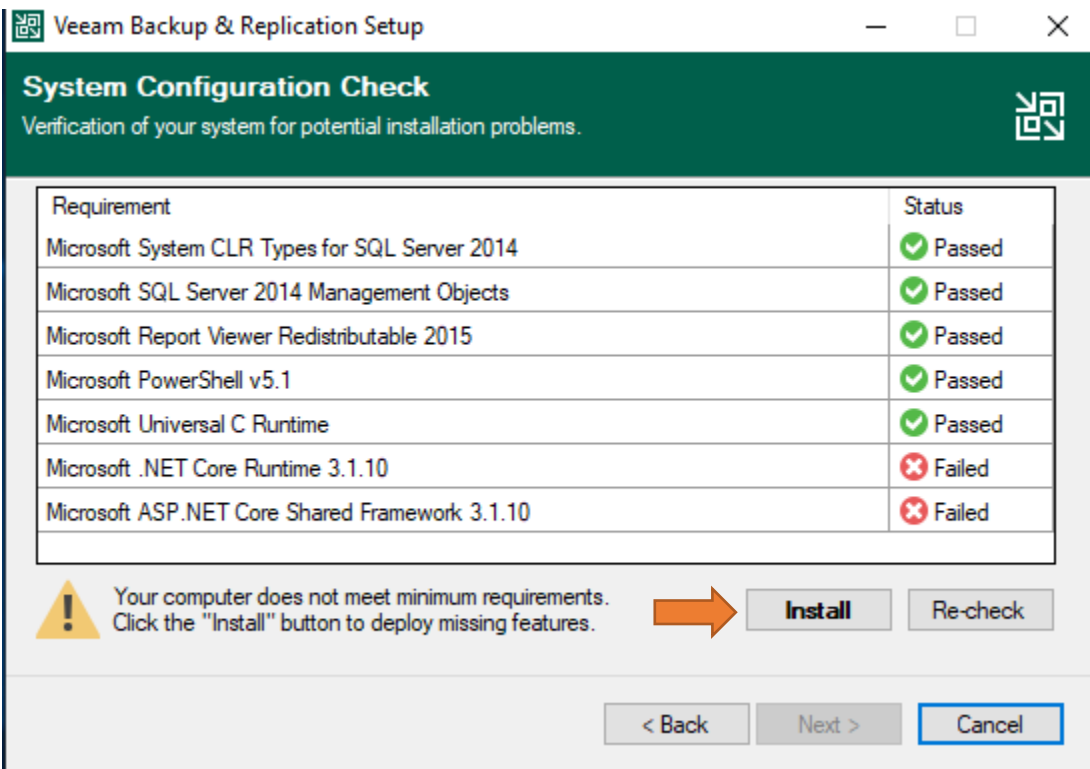 Veeam Backup & Replication Setup
System Configuration Check
Verification of your system for potential installation problems.
Requirement Status
Microsoft System CLR Types for SQL Server 2014 Passed
Microsoft SQL Server 2014 Management Objects Passed
Microsoft Report Viewer Redistributable 2015 Passed
Microsoft PowerShell v5.1 Passed
Microsoft Universal C Runtime Passed
Microsoft .NET Core Runtime 3.1.10 Failed
Microsoft ASP.NET Core Shared Framework 3.1.10 Failed
Your computer does not meet minimum requirements.
Click the "Install" button to deploy missing features.
Install Re-check
< Back Next > Cancel